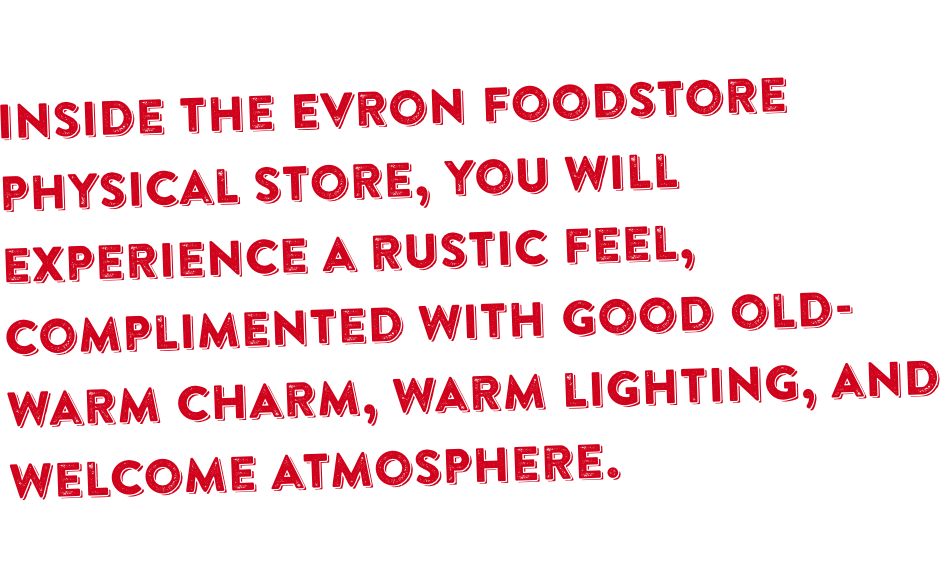 INSIDE THE EVRON FOODSTORE
PHYSICAL STORE, YOU WILL
EXPERIENCE A RUSTIC FEEL,
COMPLIMENTED WITH GOOD OLD-
WARM CHARM, WARM LIGHTING, AND
WELCOME ATMOSPHERE.